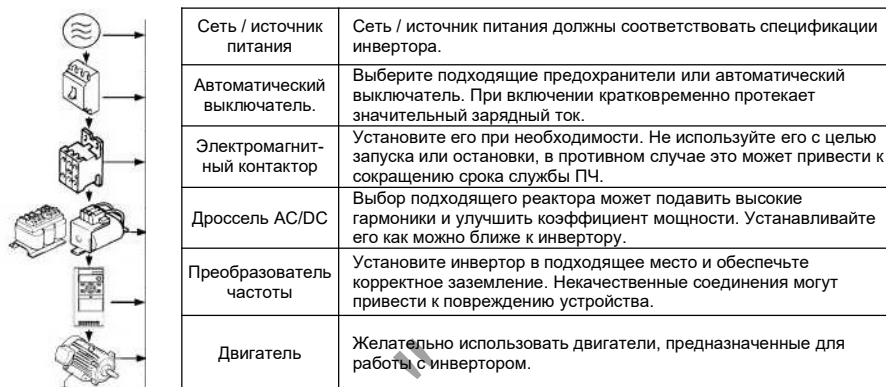 Сеть / источник
питания
Сеть / источник питания должны соответствовать спецификации
инвертора.
Автоматический
выключатель.
Выберите подходящие предохранители или автоматический
выключатель. При включении кратковременно протекает
значительный зарядный ток.
Электромагнит-
ный контактор
Установите его при необходимости. Не используйте его с целью
запуска или остановки, в противном случае это может привести к
сокращению срока службы ПЧ.
Дроссель AC/DC
Выбор подходящего реактора может подавить высокие
гармоники и улучшить коэффициент мощности. Устанавливайте
его как можно ближе к инвертору.
Преобразователь
частоты
Установите инвертор в подходящее место и обеспечьте
корректное заземление. Некачественные соединения могут
привести к повреждению устройства.
Двигатель
Желательно использовать двигатели, предназначенные для
работы с инвертором.